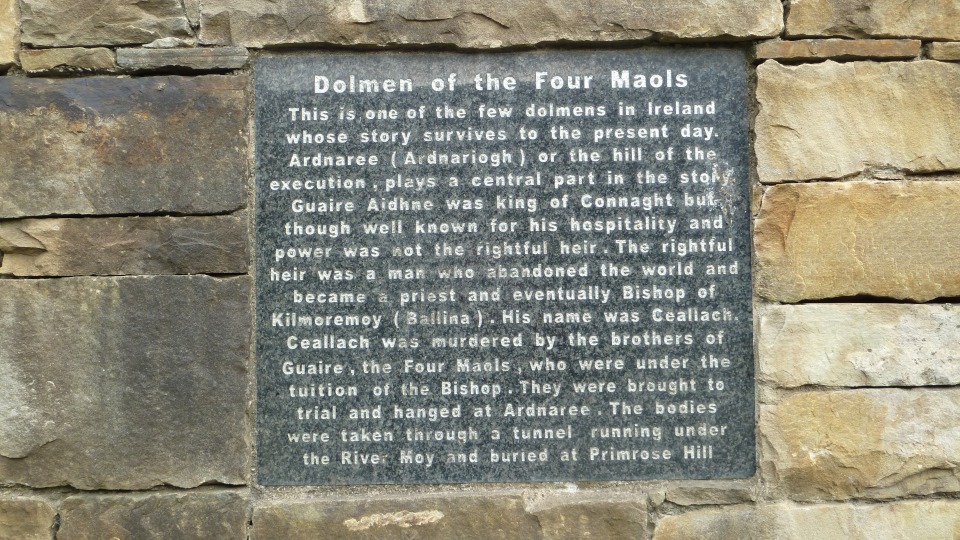 Dolmen of the Four Maols
This is one of the few dolmens in Ireland
whose story survives to the present day.
Ardnaree ( Ardnariogh ) or the hill of the
execution , plays a central part in the story
Guaire Aidhne was king of Connaght but
though well known for his hospitality and
power was not the rightful heir . The rightful
heir was a man who abandoned the world and
became a priest and eventually Bishop of
Kilmoremoy ( Ballina ) . His name was Ceallach.
Ceallach was murdered by the brothers of
Guaire , the Four Maols , who were under the
tuition of the Bishop . They were brought to
trial and hanged at Ardnaree . The bodies
were taken through a tunnel running under
the River Moy and buried at Primrose Hill